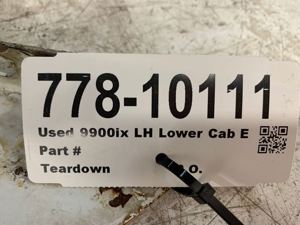 778-10111
Used 9900ix LH Lower Cab E
Part #
Teardown O.